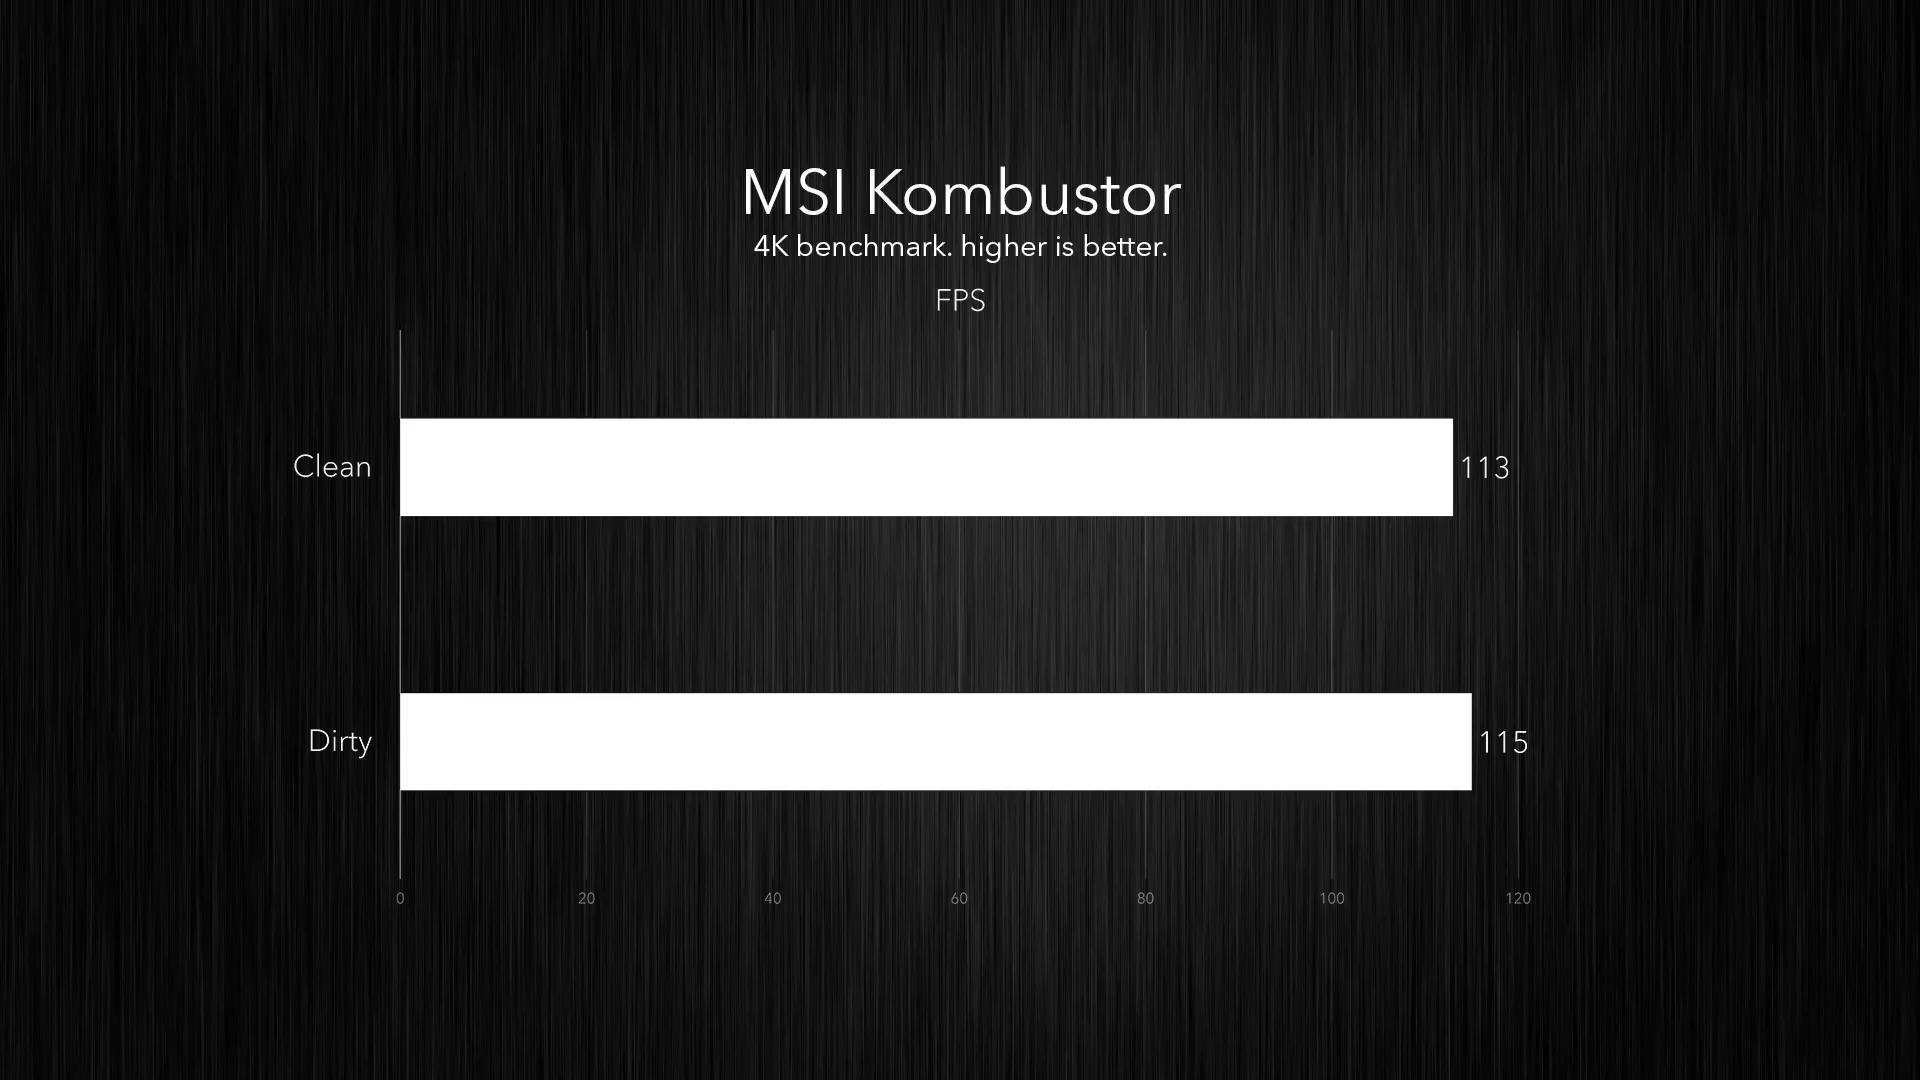 MSI Kombustor
4K benchmark. higher is better.
FPS
Clean
113
Dirty
115
0 20 40 60 80 100 120